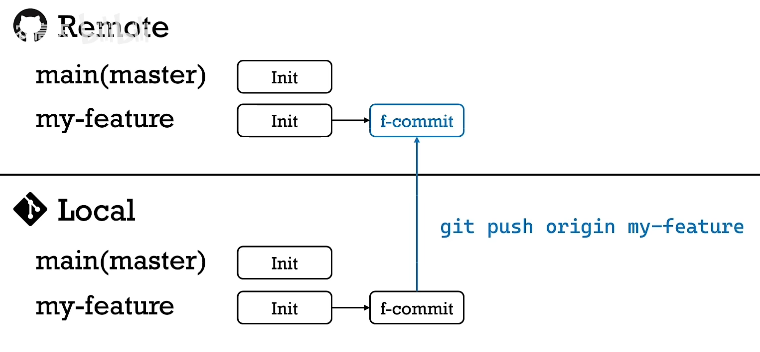 Remote
main(master) Init
my-feature Init f-commit
Local
git push origin my-feature
main(master) Init
my-feature Init f-commit